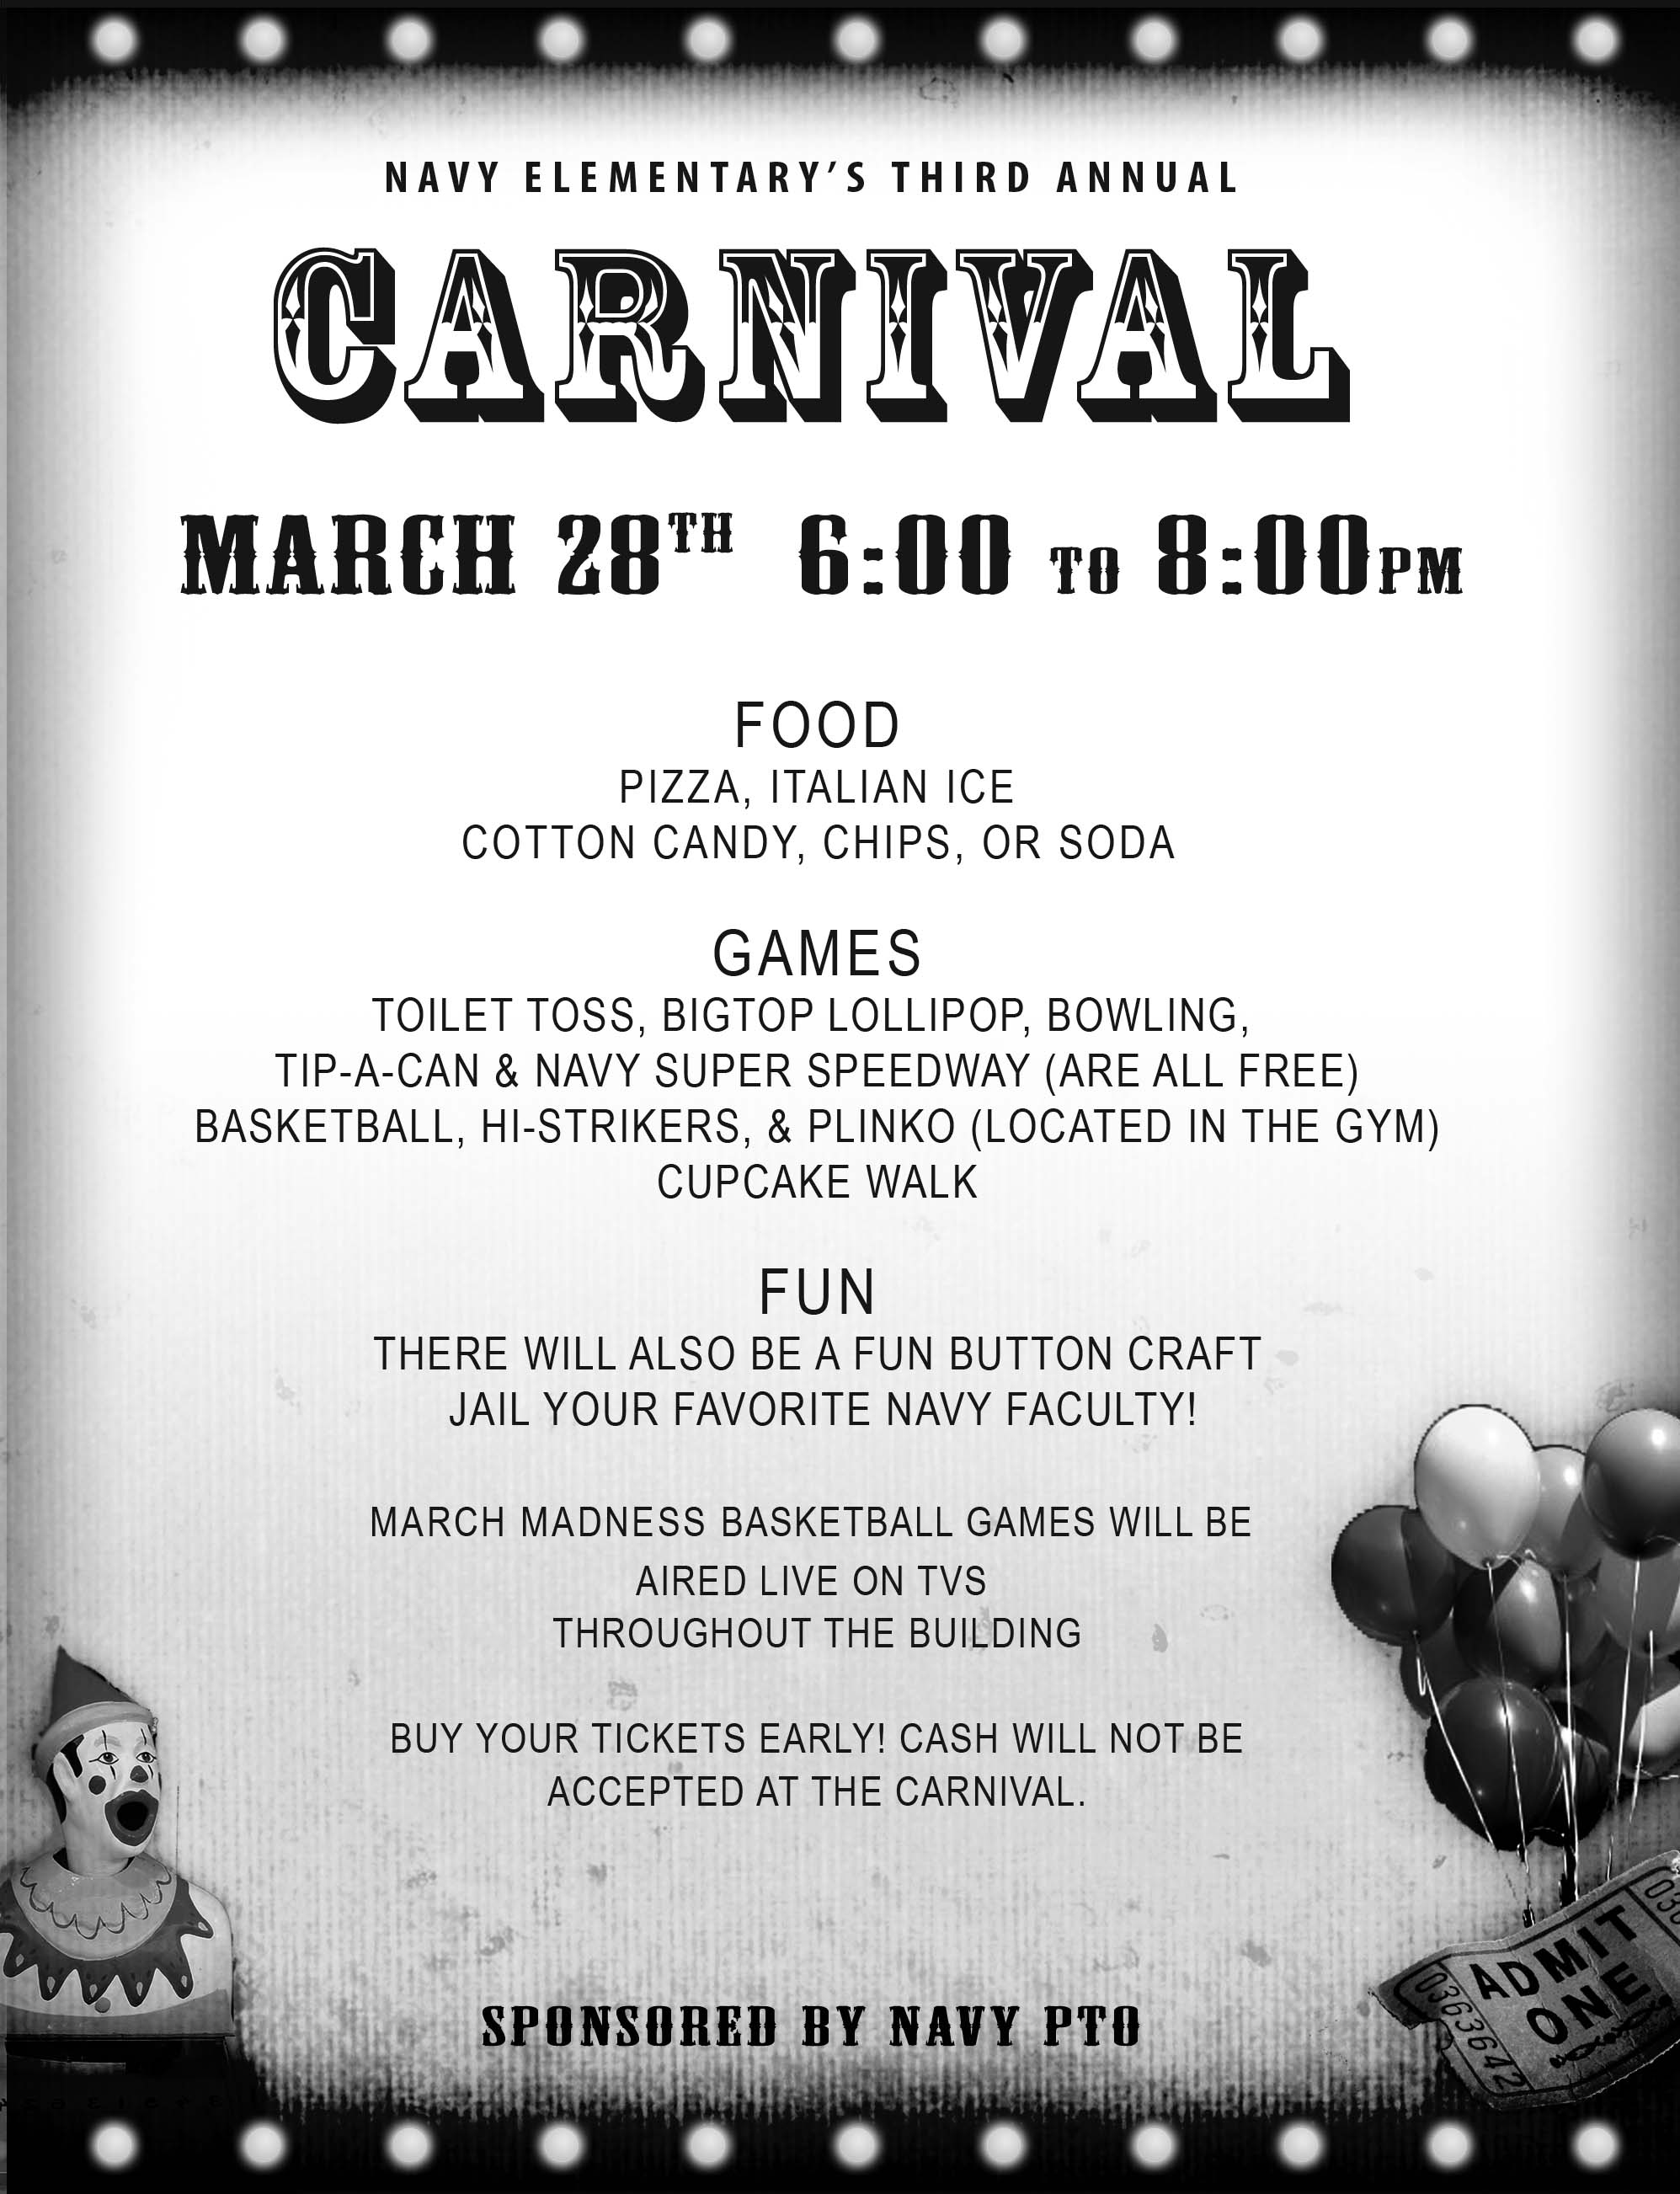 NAVY ELEMENTARY'S THIRD ANNUAL
CARNIVAL
MARCH 28TH 6:00 TO 8:00PM
FOOD
PIZZA, ITALIAN ICE
COTTON CANDY, CHIPS, OR SODA
GAMES
TOILET TOSS, BIGTOP LOLLIPOP, BOWLING,
TIP-A-CAN & NAVY SUPER SPEEDWAY (ARE ALL FREE)
BASKETBALL, HI-STRIKERS, & PLINKO (LOCATED IN THE GYM)
CUPCAKE WALK
FUN
THERE WILL ALSO BE A FUN BUTTON CRAFT
JAIL YOUR FAVORITE NAVY FACULTY!
MARCH MADNESS BASKETBALL GAMES WILL BE
AIRED LIVE ON TVS
THROUGHOUT THE BUILDING
BUY YOUR TICKETS EARLY! CASH WILL NOT BE
ACCEPTED AT THE CARNIVAL.
ADMIT
ONE
0363642
SPONSORED BY NAVY PTO